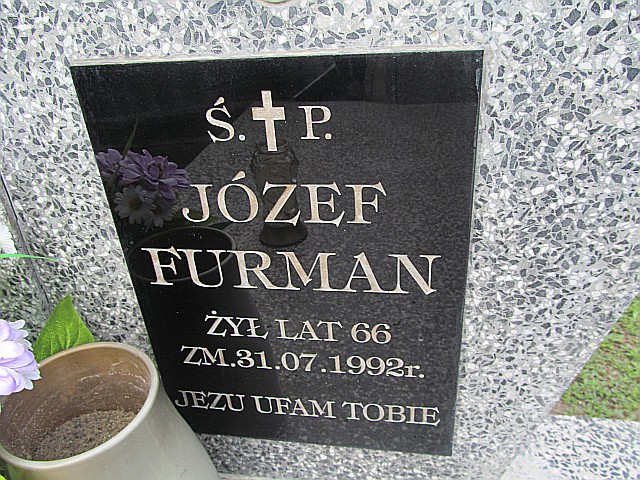 Ś.✝P.
JÓZEF
FURMAN
ŻYŁ LAT 66
ZM.31.07.1992r.
JEZU UFAM TOBIE